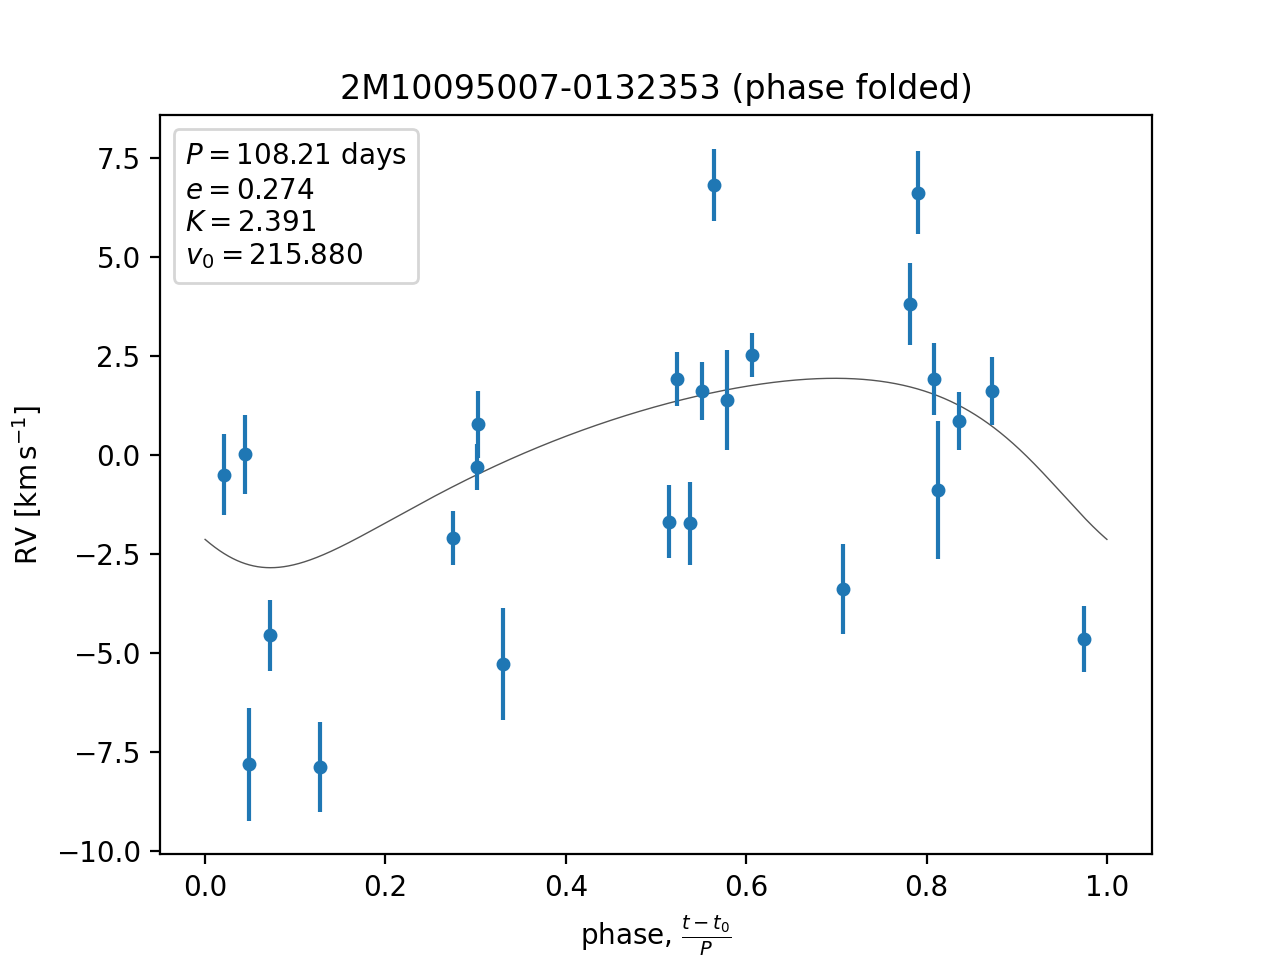 2M10095007-0132353 (phase folded)
P = 108.21 days
e = 0.274
K = 2.391
v₀ = 215.880
7.5
5.0
2.5
0.0
−2.5
−5.0
−7.5
−10.0
RV [km s⁻¹]
0.0 0.2 0.4 0.6 0.8 1.0
phase, (t − t₀)/P